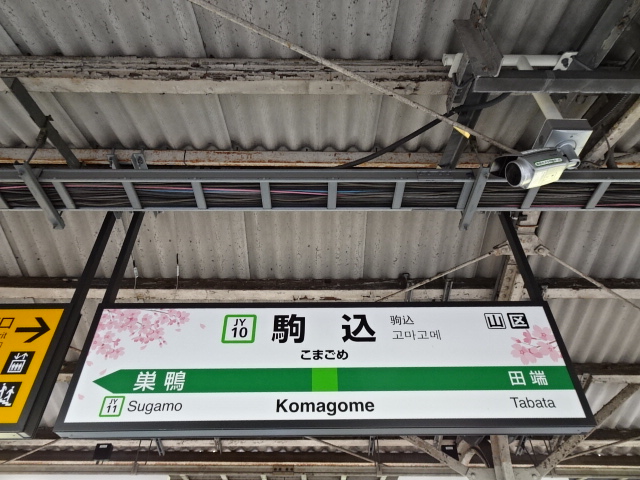 JY
10
駒込
こまごめ
駒込
고마고메
山区
巣鴨
田端
JY
11
Sugamo
Komagome
Tabata